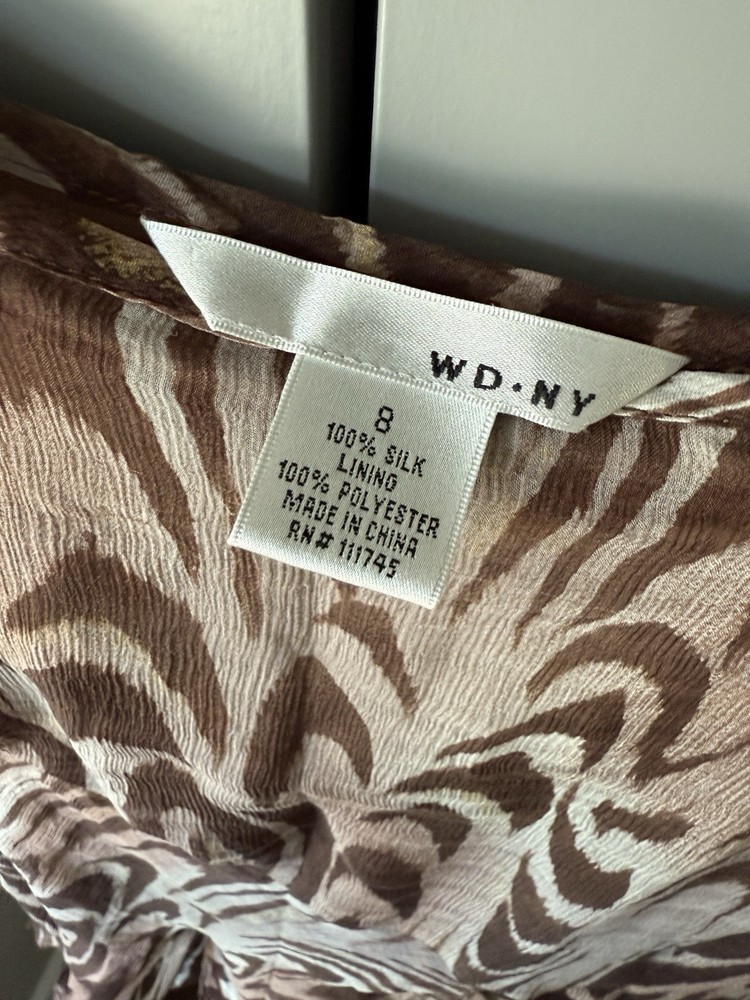 WD·NY
8
100% SILK
LINING
100% POLYESTER
MADE IN CHINA
RN# 111745